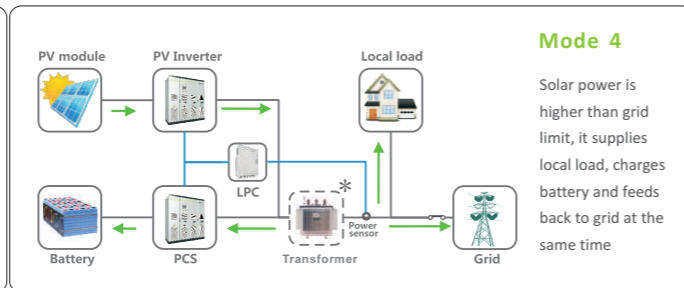 Mode 4
PV module
PV Inverter
Local load
Solar power is
higher than grid
limit, it supplies
local load, charges
battery and feeds
back to grid at the
same time
LPC
*
Power
sensor
Battery
PCS
Transformer
Grid